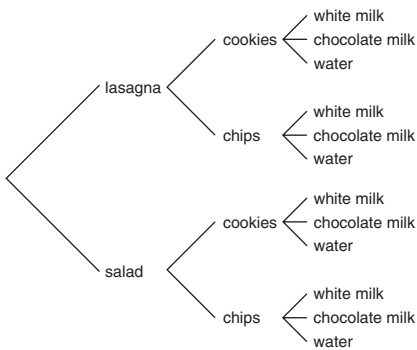 white milk
cookies
chocolate milk
water
lasagna
white milk
chips
chocolate milk
water
white milk
cookies
chocolate milk
water
salad
white milk
chips
chocolate milk
water